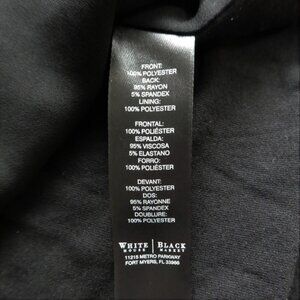 FRONT:
100% POLYESTER
BACK:
95% RAYON
5% SPANDEX
LINING:
100% POLYESTER
FRONTAL:
100% POLIÉSTER
ESPALDA:
95% VISCOSA
5% ELASTANO
FORRO:
100% POLIÉSTER
DEVANT:
100% POLYESTER
DOS:
95% RAYONNE
5% SPANDEX
DOUBLURE:
100% POLYESTER
WHITE | BLACK
HOUSE MARKET
11215 METRO PARKWAY
FORT MYERS, FL 33966